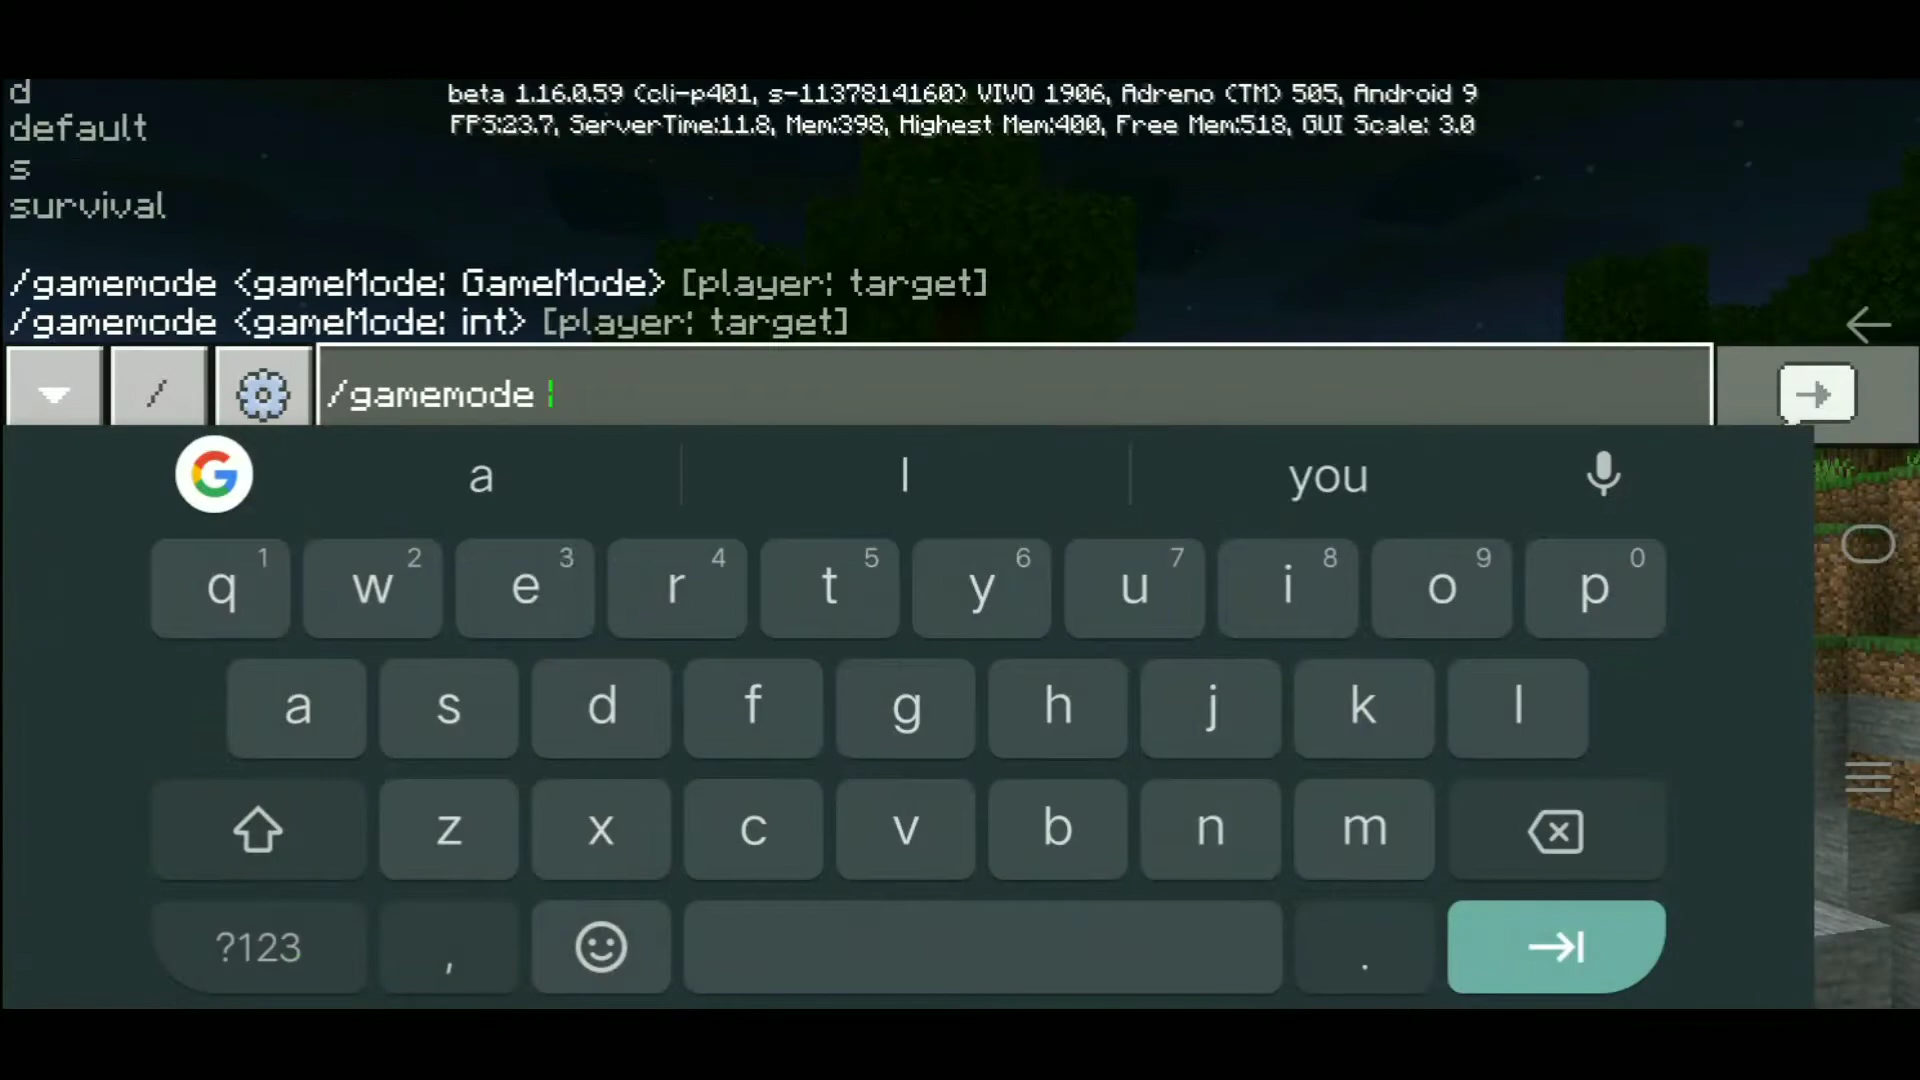 d
default
s
survival
beta 1.16.0.59 (cli-p401, s-1137814160) VIVO 1906, Adreno (TM) 505, Android 9
FPS:23.7, ServerTime:11.8, Mem:398, Highest Mem:400, Free Mem:518, GUI Scale: 3.0
/gamemode <gameMode: GameMode> [player: target]
/gamemode <gameMode: int> [player: target]
/
/gamemode
G a I you
q 1 w 2 e 3 r 4 t 5 y 6 u 7 i 8 o 9 p 0
a s d f g h j k l
z x c v b n m
?123 , .